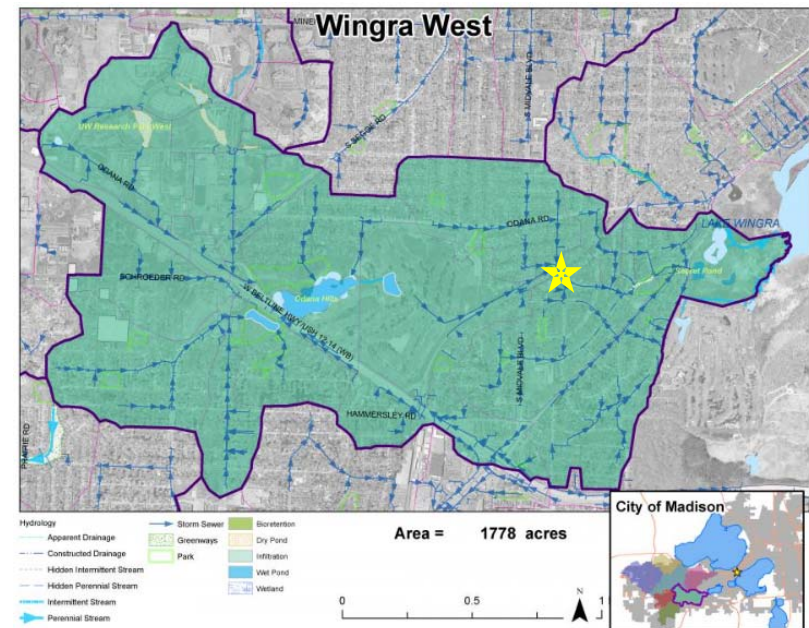 Wingra West
MINE
S MIDVALE BLVD
S SEGOE RD
UW Research Park West
ODANA RD
ODANA RD
LAKE WINGRA
SCHROEDER RD
Odana Hills
W BELTLINE HWY/USH 12-14 (WB)
S MIDVALE BLVD
HAMMERSLEY RD
PRAIRIE RD
Hydrology
Apparent Drainage
Constructed Drainage
Hidden Intermittent Stream
Hidden Perennial Stream
Intermittent Stream
Perennial Stream
Storm Sewer
Greenways
Park
Bioretention
Dry Pond
Infiltration
Wet Pond
Wetland
Area = 1778 acres
0 0.5 1
N
City of Madison